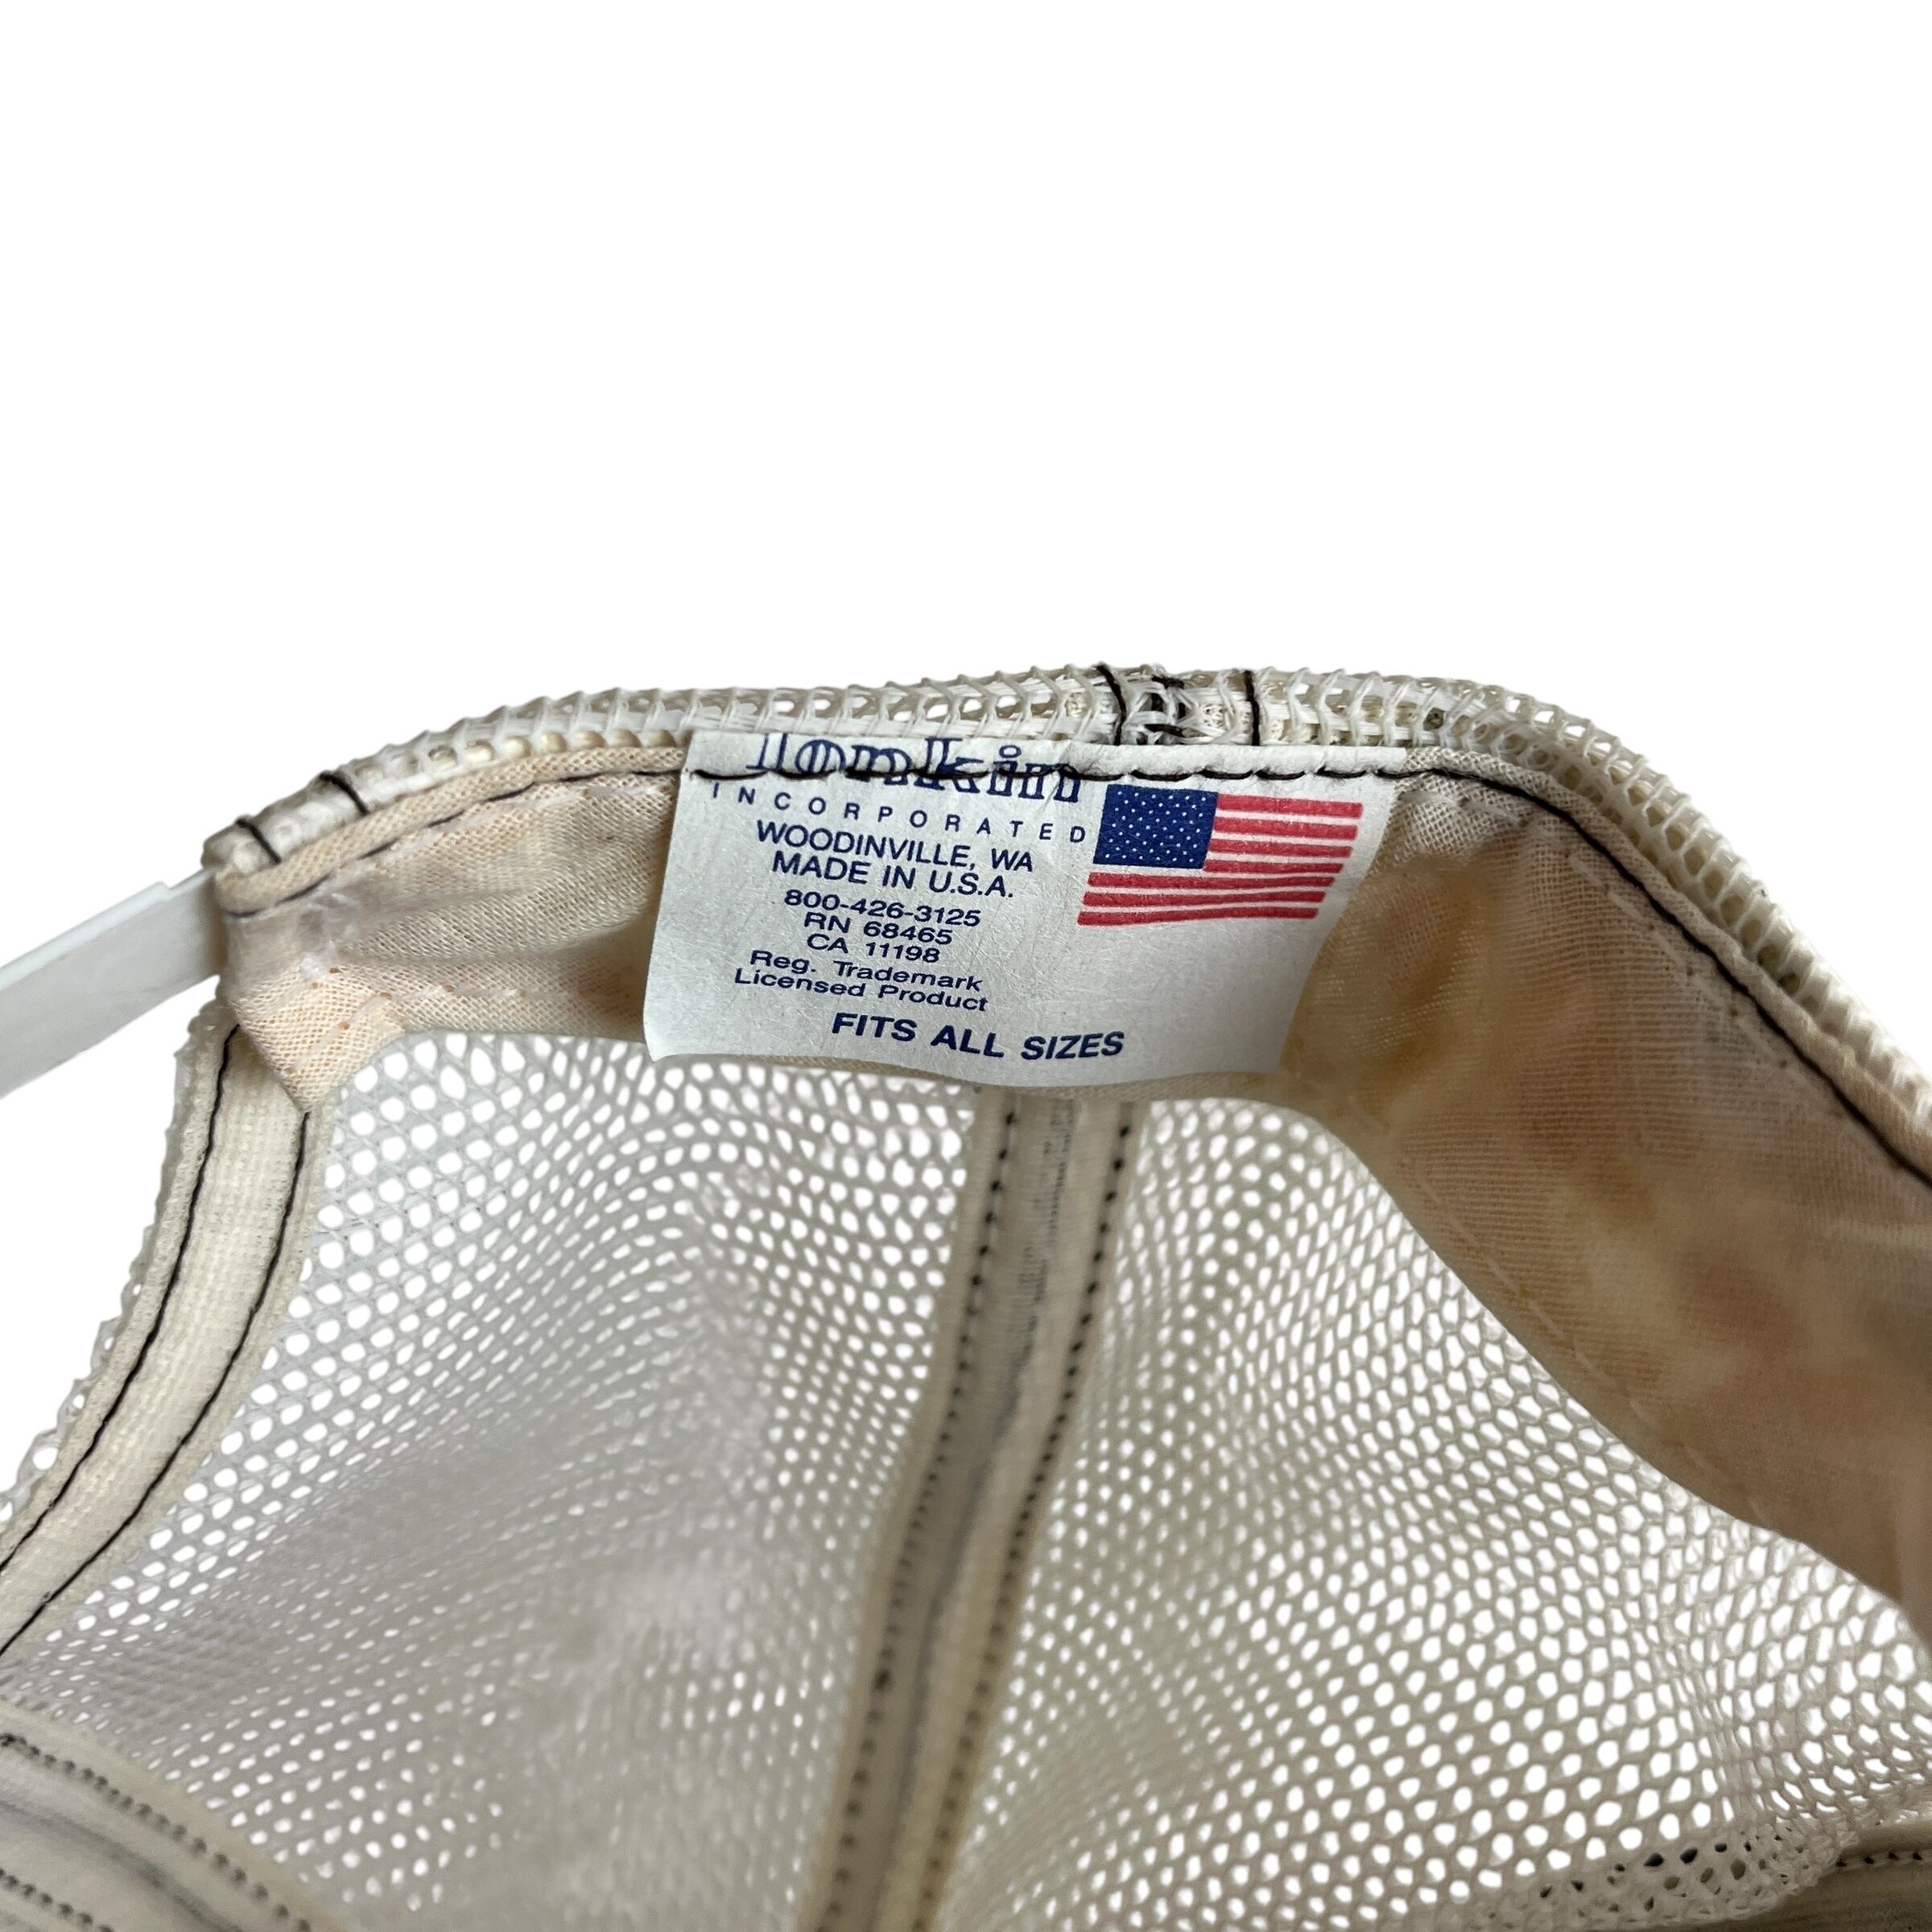 Tonkin
INCORPORATED
WOODINVILLE, WA
MADE IN U.S.A.
800-426-3125
RN 68465
CA 11198
Reg. Trademark
Licensed Product
FITS ALL SIZES